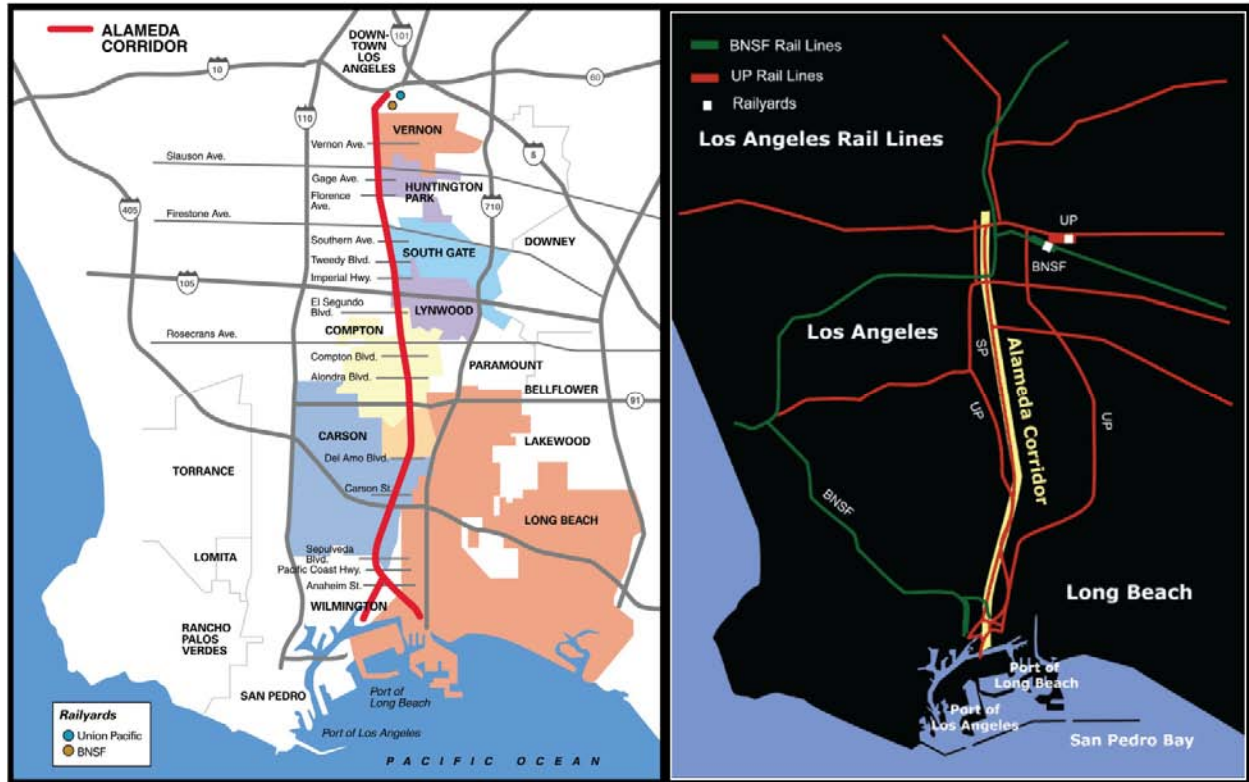 ALAMEDA
CORRIDOR
DOWN-
TOWN
LOS
ANGELES
101
10
60
110
VERNON
Vernon Ave.
5
Slauson Ave.
Gage Ave.
HUNTINGTON
PARK
Florence
Ave.
405
710
Firestone Ave.
Southern Ave.
DOWNEY
SOUTH GATE
Tweedy Blvd.
Imperial Hwy.
105
El Segundo
Blvd.
LYNWOOD
COMPTON
Rosecrans Ave.
Compton Blvd.
PARAMOUNT
Alondra Blvd.
BELLFLOWER
91
CARSON
LAKEWOOD
Del Amo Blvd.
TORRANCE
Carson St.
LONG BEACH
Sepulveda
Blvd.
LOMITA
Pacific Coast Hwy.
Anaheim St.
WILMINGTON
RANCHO
PALOS
VERDES
SAN PEDRO
Port of
Long Beach
Port of Los Angeles
Railyards
Union Pacific
BNSF
PACIFIC OCEAN
BNSF Rail Lines
UP Rail Lines
Railyards
Los Angeles Rail Lines
UP
BNSF
Los Angeles
SP
Alameda Corridor
UP
UP
BNSF
Long Beach
Port of
Long Beach
Port of
Los Angeles
San Pedro Bay